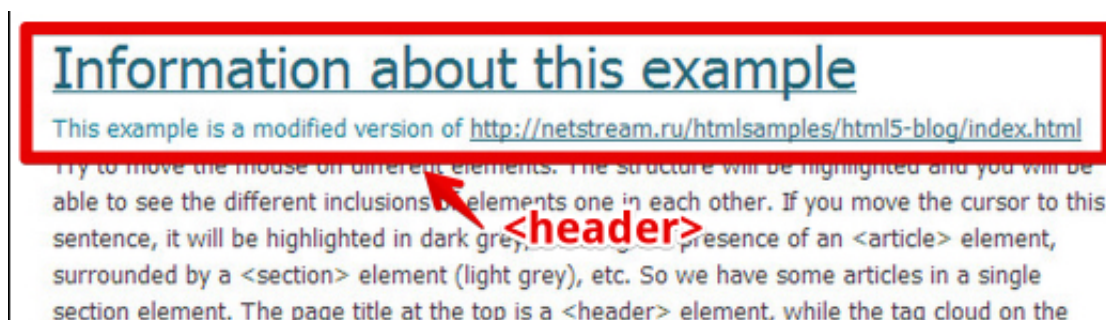 Information about this example
This example is a modified version of http://netstream.ru/htmlsamples/html5-blog/index.html
Try to move the mouse on different elements. The structure will be highlighted and you will be
able to see the different inclusions elements one in each other. If you move the cursor to this
sentence, it will be highlighted in dark grey, presence of an <article> element,
<header>
surrounded by a <section> element (light grey), etc. So we have some articles in a single
section element. The page title at the top is a <header> element, while the tag cloud on the